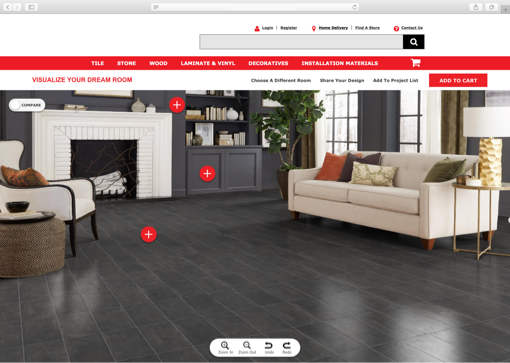 Login | Register
Home Delivery | Find A Store
Contact Us
TILE STONE WOOD LAMINATE & VINYL DECORATIVES INSTALLATION MATERIALS
VISUALIZE YOUR DREAM ROOM
Choose A Different Room Share Your Design Add To Project List ADD TO CART
COMPARE
Zoom In Zoom Out Undo Redo